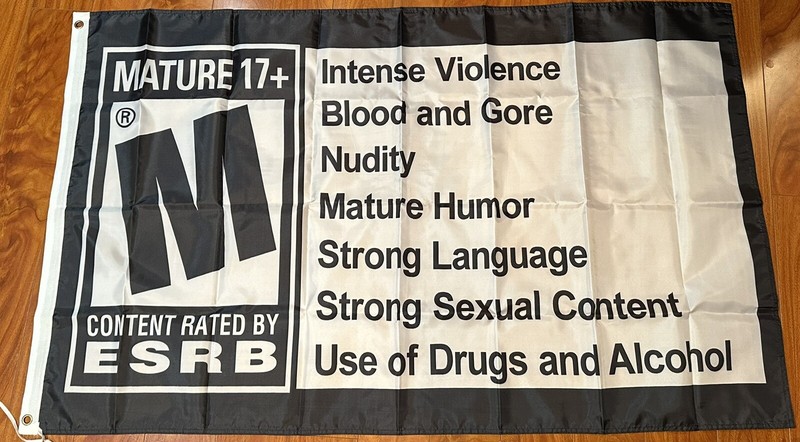 MATURE 17+
®
M
CONTENT RATED BY
ESRB
Intense Violence
Blood and Gore
Nudity
Mature Humor
Strong Language
Strong Sexual Content
Use of Drugs and Alcohol